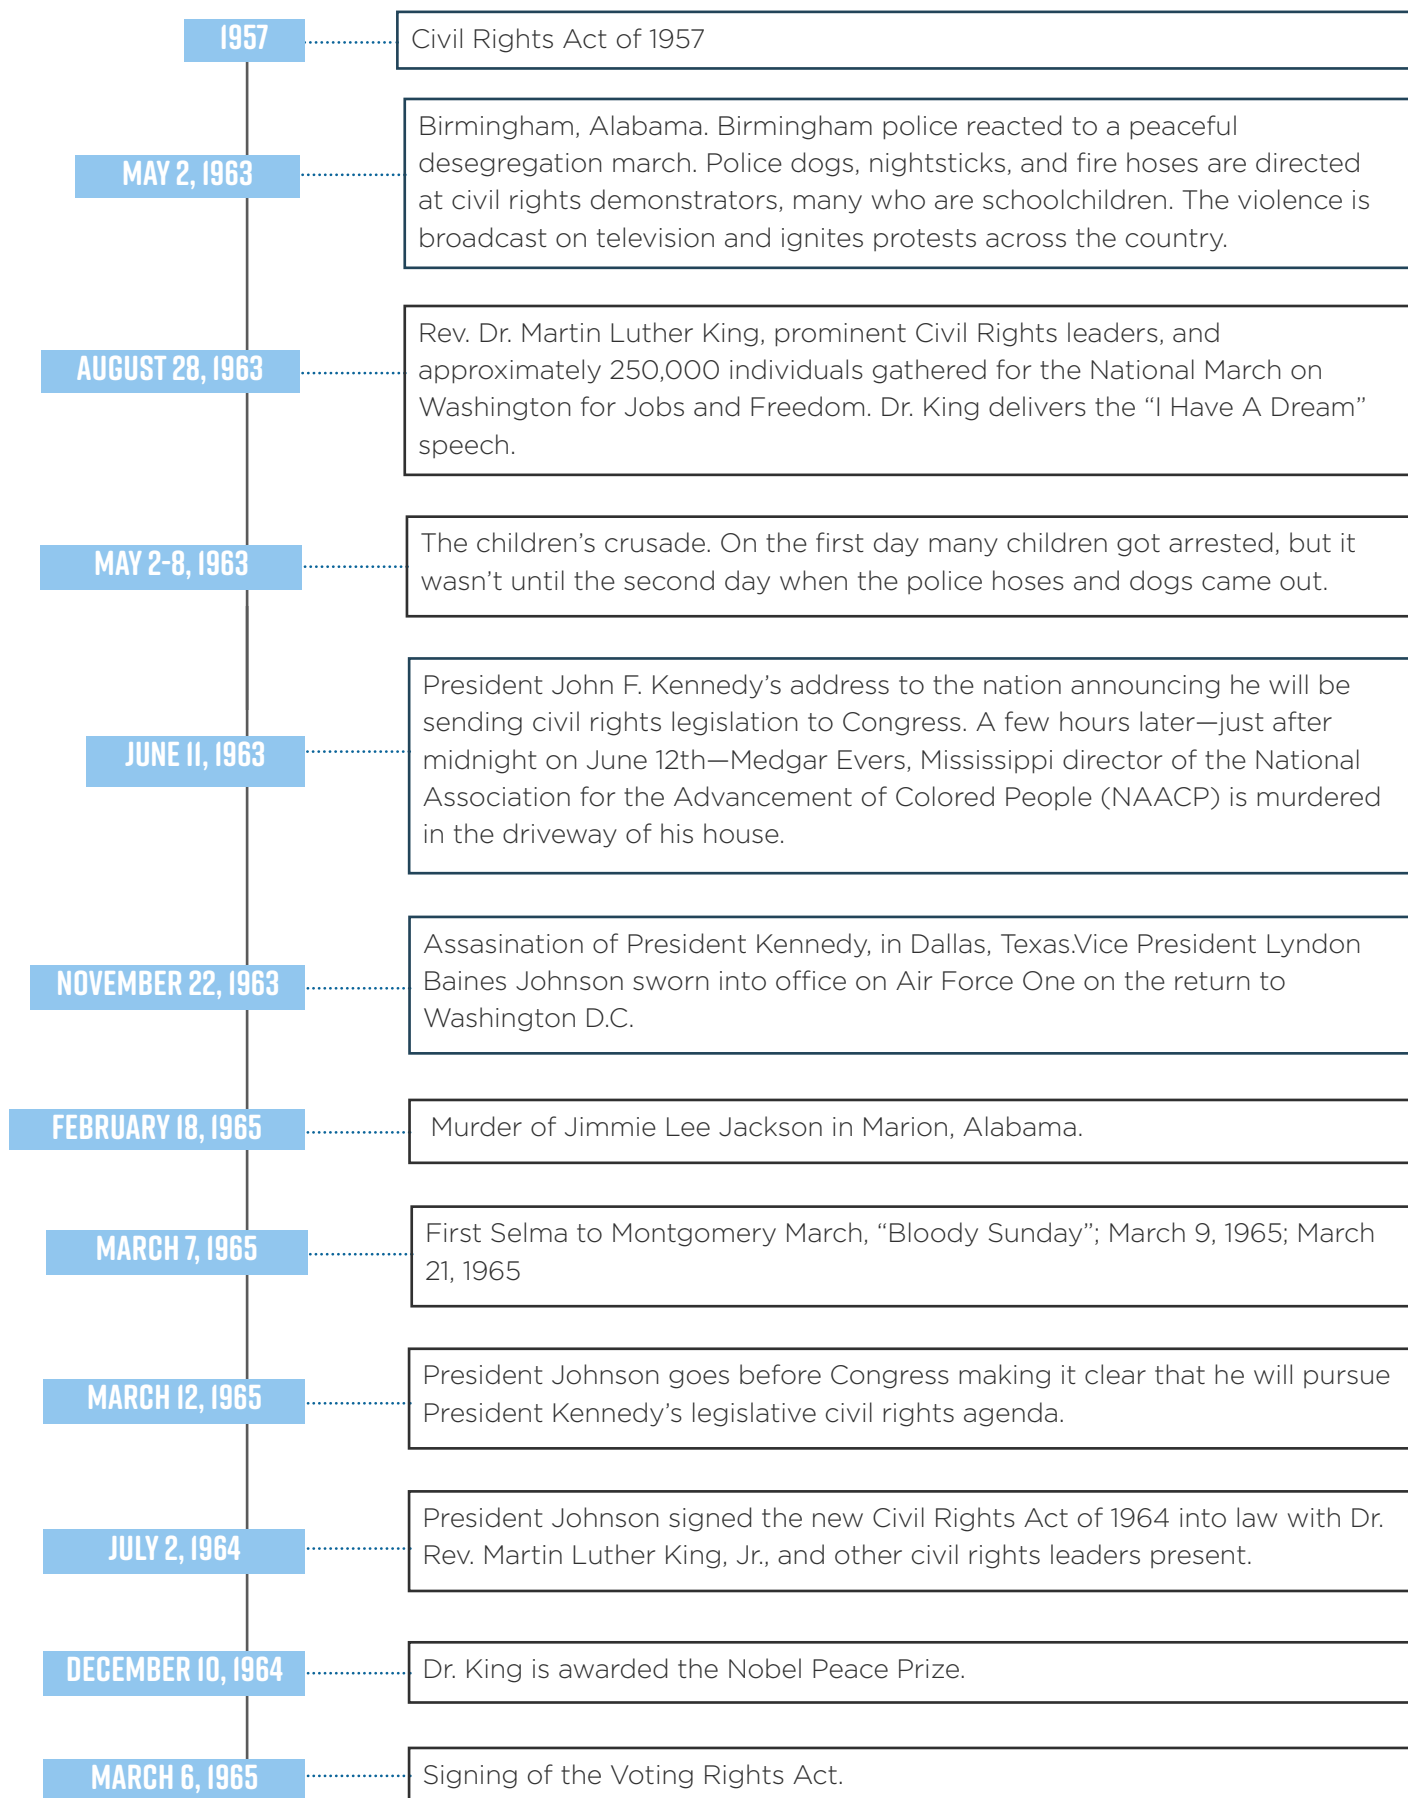 1957
Civil Rights Act of 1957
MAY 2, 1963
Birmingham, Alabama. Birmingham police reacted to a peaceful
desegregation march. Police dogs, nightsticks, and fire hoses are directed
at civil rights demonstrators, many who are schoolchildren. The violence is
broadcast on television and ignites protests across the country.
AUGUST 28, 1963
Rev. Dr. Martin Luther King, prominent Civil Rights leaders, and
approximately 250,000 individuals gathered for the National March on
Washington for Jobs and Freedom. Dr. King delivers the “I Have A Dream”
speech.
MAY 2-8, 1963
The children’s crusade. On the first day many children got arrested, but it
wasn’t until the second day when the police hoses and dogs came out.
JUNE 11, 1963
President John F. Kennedy’s address to the nation announcing he will be
sending civil rights legislation to Congress. A few hours later—just after
midnight on June 12th—Medgar Evers, Mississippi director of the National
Association for the Advancement of Colored People (NAACP) is murdered
in the driveway of his house.
NOVEMBER 22, 1963
Assasination of President Kennedy, in Dallas, Texas.Vice President Lyndon
Baines Johnson sworn into office on Air Force One on the return to
Washington D.C.
FEBRUARY 18, 1965
Murder of Jimmie Lee Jackson in Marion, Alabama.
MARCH 7, 1965
First Selma to Montgomery March, “Bloody Sunday”; March 9, 1965; March
21, 1965
MARCH 12, 1965
President Johnson goes before Congress making it clear that he will pursue
President Kennedy’s legislative civil rights agenda.
JULY 2, 1964
President Johnson signed the new Civil Rights Act of 1964 into law with Dr.
Rev. Martin Luther King, Jr., and other civil rights leaders present.
DECEMBER 10, 1964
Dr. King is awarded the Nobel Peace Prize.
MARCH 6, 1965
Signing of the Voting Rights Act.